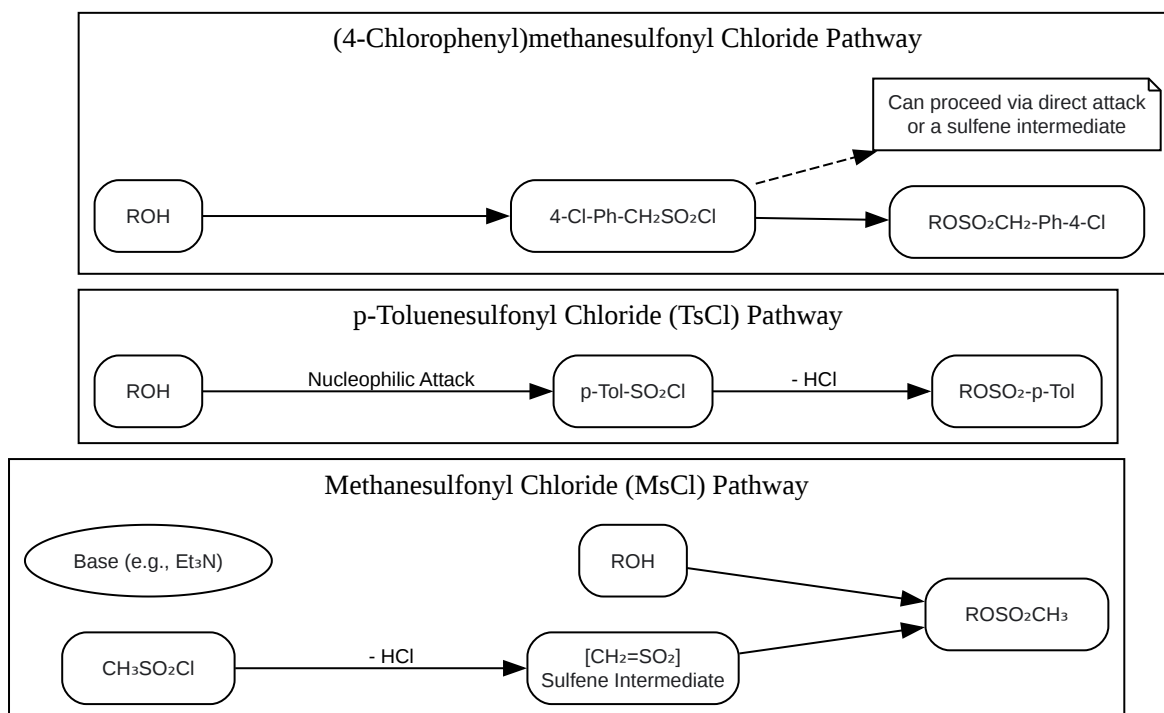 (4-Chlorophenyl)methanesulfonyl Chloride Pathway
Can proceed via direct attack
or a sulfene intermediate
ROH
4-Cl-Ph-CH₂SO₂Cl
ROSO₂CH₂-Ph-4-Cl
p-Toluenesulfonyl Chloride (TsCl) Pathway
ROH
Nucleophilic Attack
p-Tol-SO₂Cl
- HCl
ROSO₂-p-Tol
Methanesulfonyl Chloride (MsCl) Pathway
Base (e.g., Et₃N)
ROH
ROSO₂CH₃
CH₃SO₂Cl
- HCl
[CH₂=SO₂]
Sulfene Intermediate